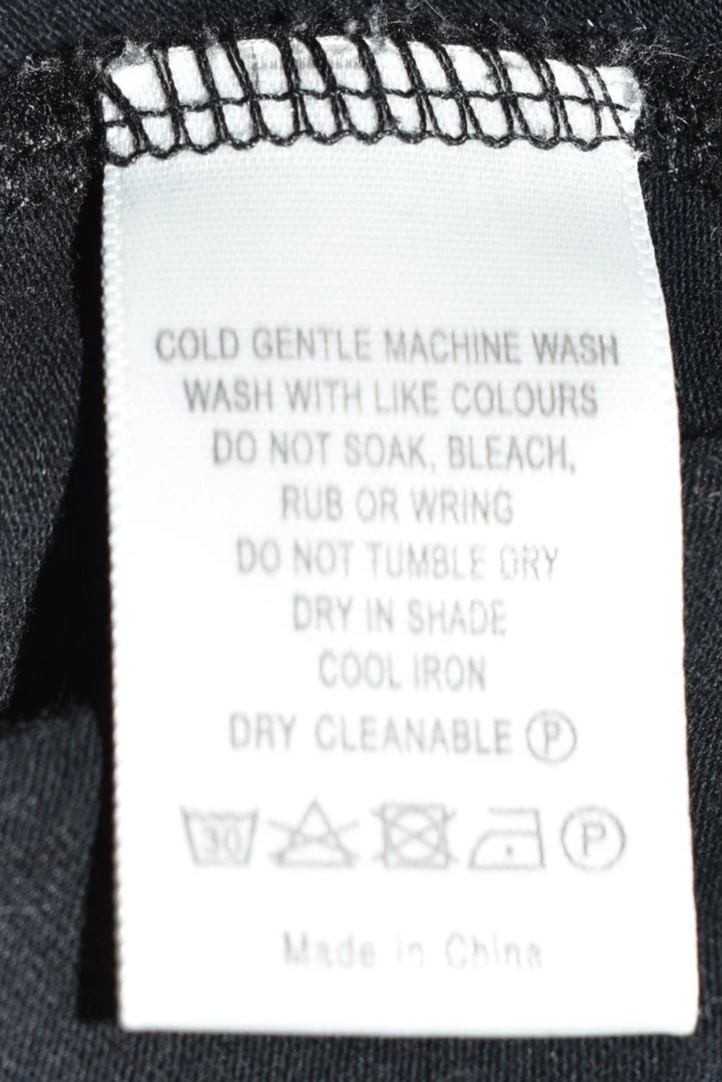 COLD GENTLE MACHINE WASH
WASH WITH LIKE COLOURS
DO NOT SOAK, BLEACH,
RUB OR WRING
DO NOT TUMBLE DRY
DRY IN SHADE
COOL IRON
DRY CLEANABLE P
30 P
Made in China